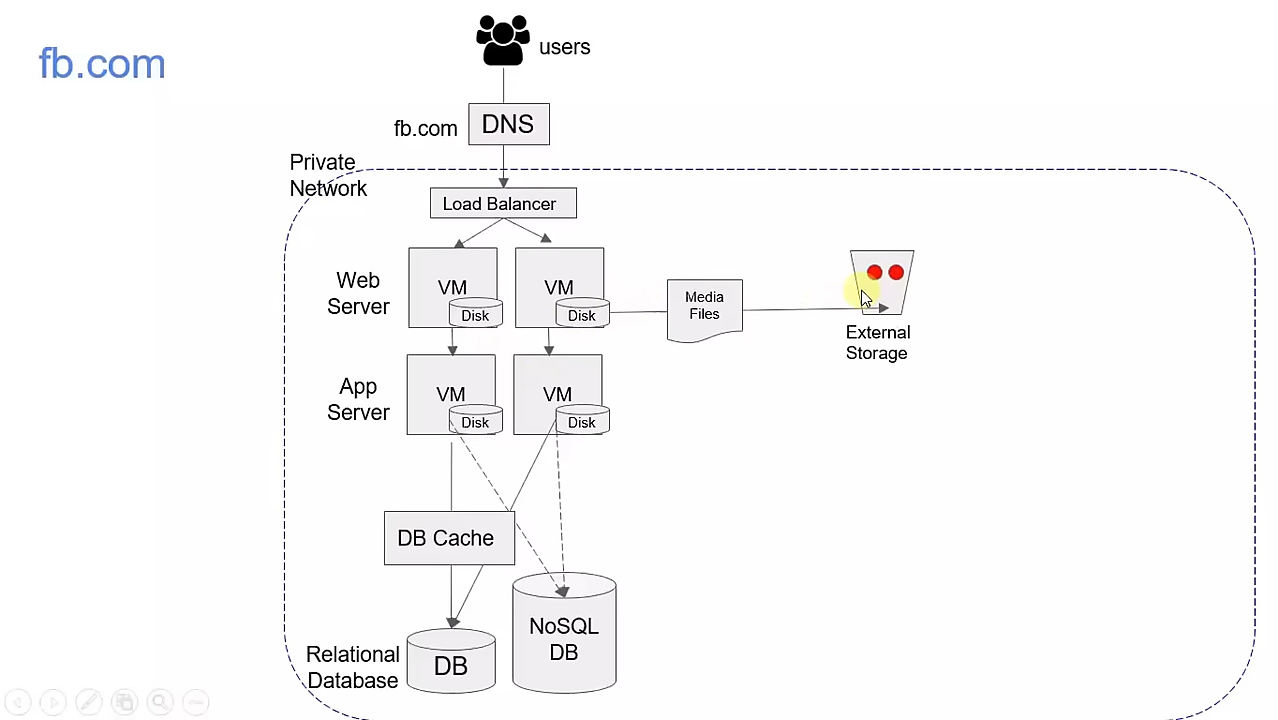 fb.com
users
fb.com
DNS
Private
Network
Load Balancer
Web
Server
VM
Disk
VM
Disk
Media
Files
External
Storage
App
Server
VM
Disk
VM
Disk
DB Cache
Relational
Database
DB
NoSQL
DB